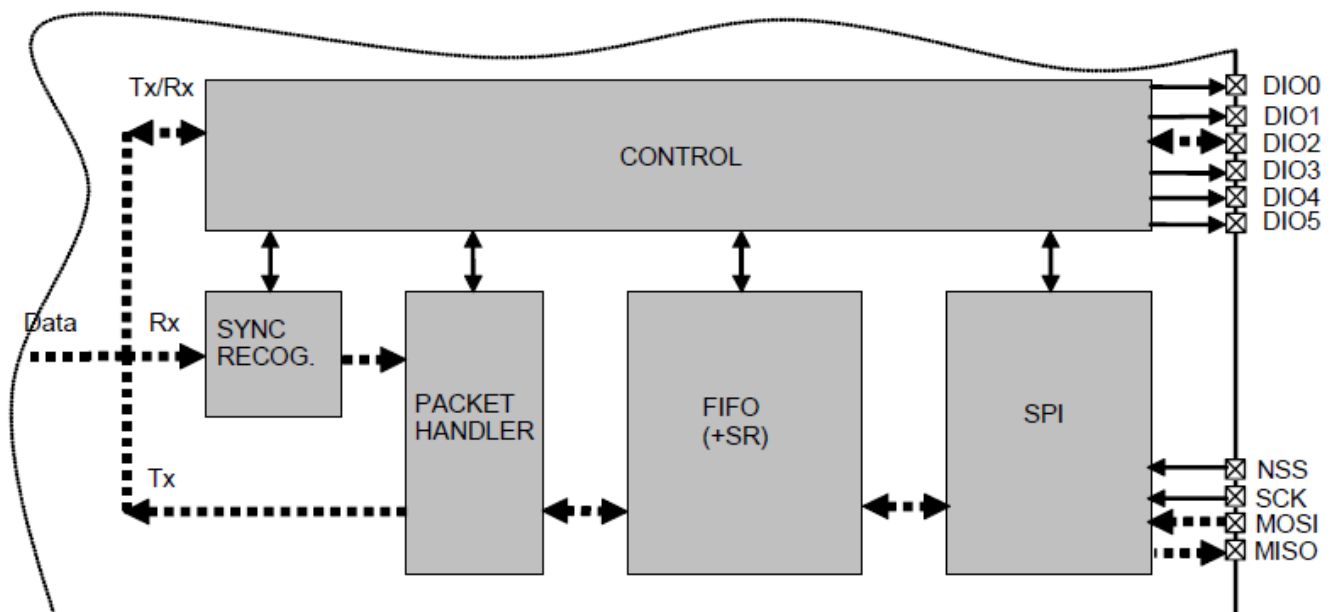 Tx/Rx
CONTROL
DIO0
DIO1
DIO2
DIO3
DIO4
DIO5
Data
Rx
SYNC
RECOG.
PACKET
HANDLER
FIFO
(+SR)
SPI
Tx
NSS
SCK
MOSI
MISO